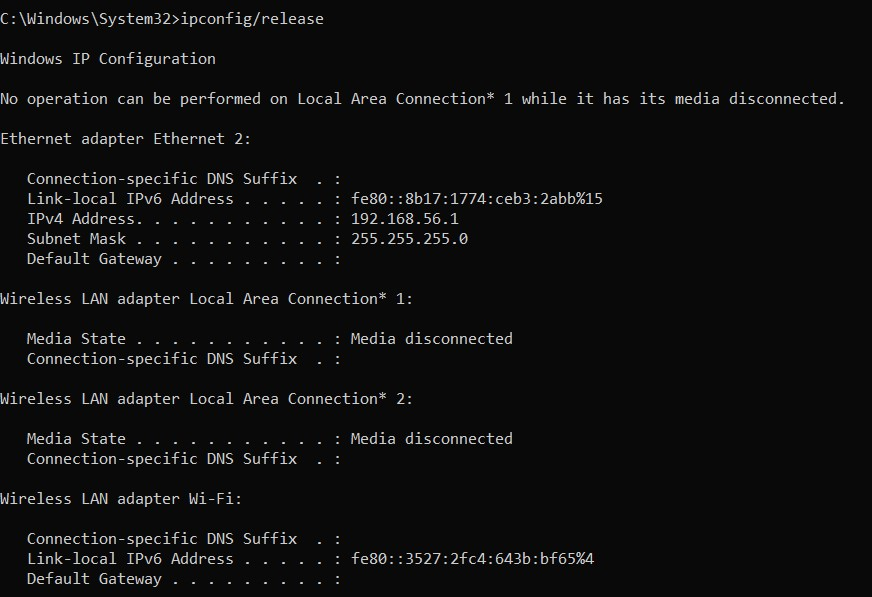 C:\Windows\System32>ipconfig/release
Windows IP Configuration
No operation can be performed on Local Area Connection* 1 while it has its media disconnected.
Ethernet adapter Ethernet 2:
   Connection-specific DNS Suffix  . :
   Link-local IPv6 Address . . . . . : fe80::8b17:1774:ceb3:2abb%15
   IPv4 Address. . . . . . . . . . . : 192.168.56.1
   Subnet Mask . . . . . . . . . . . : 255.255.255.0
   Default Gateway . . . . . . . . . :
Wireless LAN adapter Local Area Connection* 1:
   Media State . . . . . . . . . . . : Media disconnected
   Connection-specific DNS Suffix  . :
Wireless LAN adapter Local Area Connection* 2:
   Media State . . . . . . . . . . . : Media disconnected
   Connection-specific DNS Suffix  . :
Wireless LAN adapter Wi-Fi:
   Connection-specific DNS Suffix  . :
   Link-local IPv6 Address . . . . . : fe80::3527:2fc4:643b:bf65%4
   Default Gateway . . . . . . . . . :